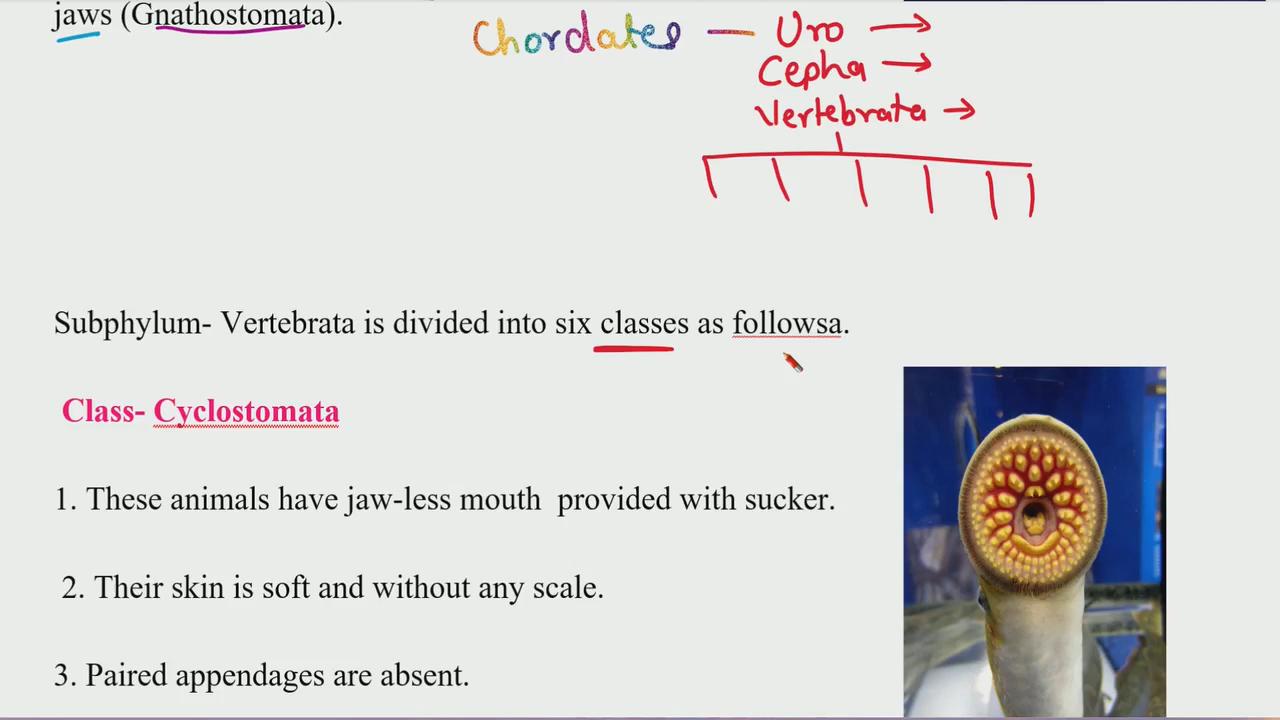 jaws (Gnathostomata).
Chordates — Uro →
Cepha →
Vertebrata →
Subphylum- Vertebrata is divided into six classes as followsa.
Class- Cyclostomata
1. These animals have jaw-less mouth provided with sucker.
2. Their skin is soft and without any scale.
3. Paired appendages are absent.